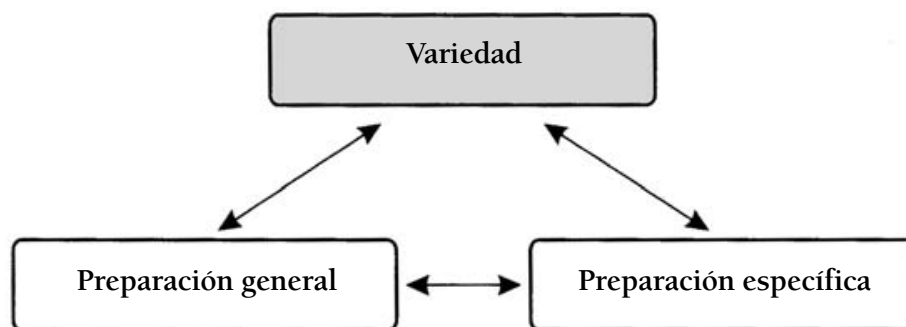 Variedad
Preparación general
Preparación específica